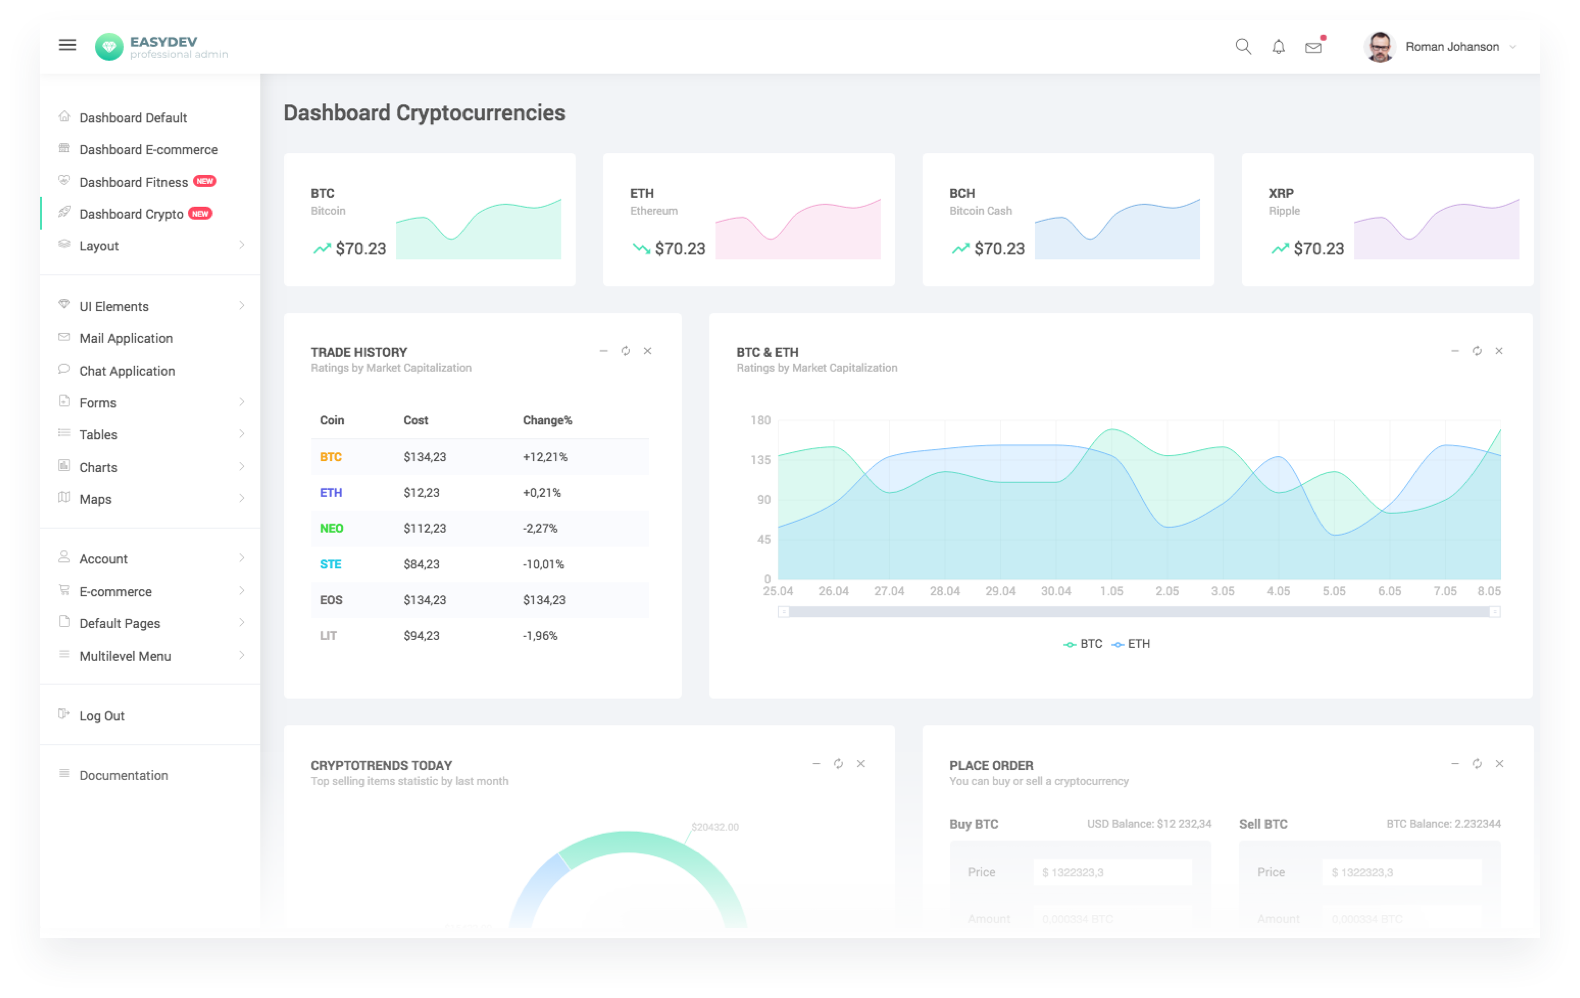 EASYDEV
professional admin
Roman Johanson
Dashboard Default
Dashboard E-commerce
Dashboard Fitness NEW
Dashboard Crypto NEW
Layout
UI Elements
Mail Application
Chat Application
Forms
Tables
Charts
Maps
Account
E-commerce
Default Pages
Multilevel Menu
Log Out
Documentation
Dashboard Cryptocurrencies
BTC
Bitcoin
$70.23
ETH
Ethereum
$70.23
BCH
Bitcoin Cash
$70.23
XRP
Ripple
$70.23
TRADE HISTORY
Ratings by Market Capitalization
Coin Cost Change%
BTC $134,23 +12,21%
ETH $12,23 +0,21%
NEO $112,23 -2,27%
STE $84,23 -10,01%
EOS $134,23 $134,23
LIT $94,23 -1,96%
BTC & ETH
Ratings by Market Capitalization
180
135
90
45
0
25.04 26.04 27.04 28.04 29.04 30.04 1.05 2.05 3.05 4.05 5.05 6.05 7.05 8.05
BTC ETH
CRYPTOTRENDS TODAY
Top selling items statistic by last month
$20432.00
PLACE ORDER
You can buy or sell a cryptocurrency
Buy BTC USD Balance: $12 232,34
Price $ 1322323,3
Amount 0,000334 BTC
Sell BTC BTC Balance: 2.232344
Price $ 1322323,3
Amount 0,000334 BTC